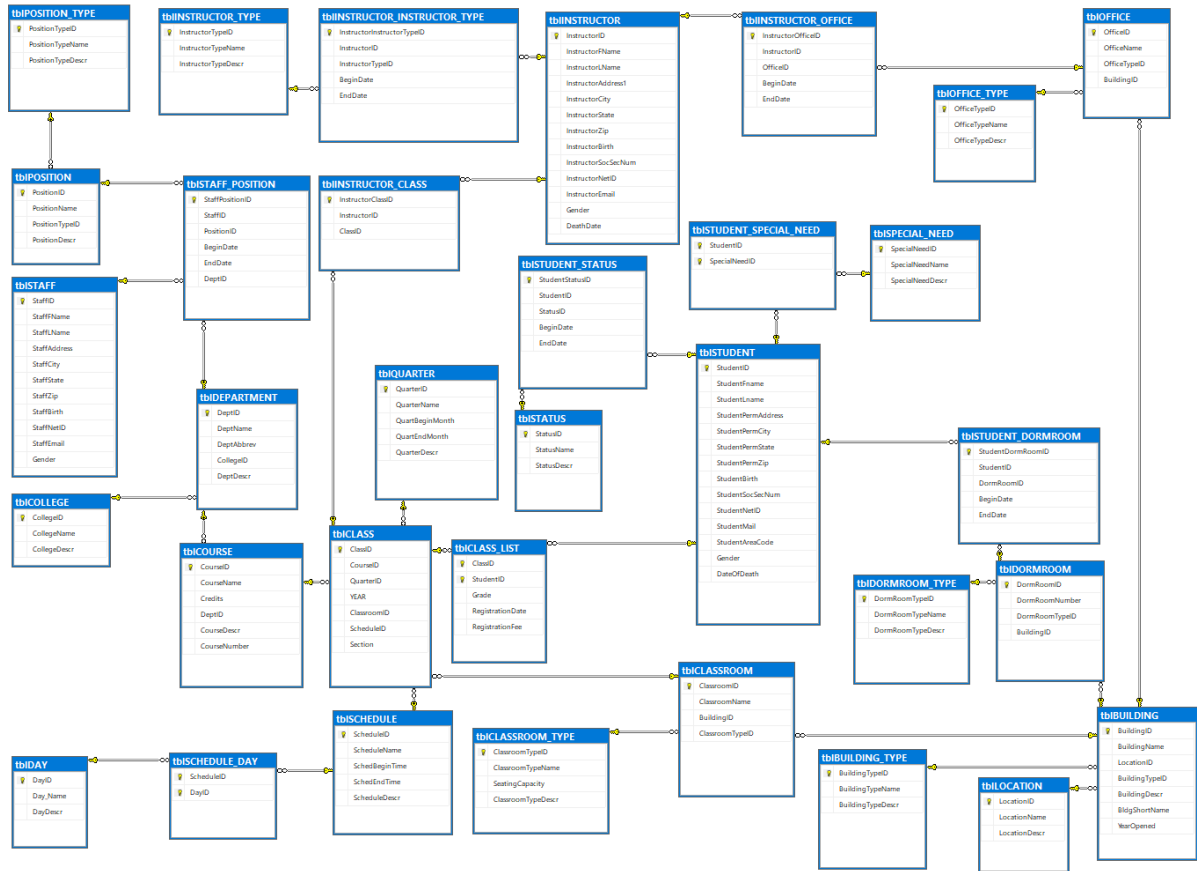 tblPOSITION_TYPE
PositionTypeID
PositionTypeName
PositionTypeDescr
tblINSTRUCTOR_TYPE
InstructorTypeID
InstructorTypeName
InstructorTypeDescr
tblINSTRUCTOR_INSTRUCTOR_TYPE
InstructorInstructorTypeID
InstructorID
InstructorTypeID
BeginDate
EndDate
tblINSTRUCTOR
InstructorID
InstructorFName
InstructorLName
InstructorAddress1
InstructorCity
InstructorState
InstructorZip
InstructorBirth
InstructorSocSecNum
InstructorNetID
InstructorEmail
Gender
DeathDate
tblINSTRUCTOR_OFFICE
InstructorOfficeID
InstructorID
OfficeID
BeginDate
EndDate
tblOFFICE
OfficeID
OfficeName
OfficeTypeID
BuildingID
tblOFFICE_TYPE
OfficeTypeID
OfficeTypeName
OfficeTypeDescr
tblPOSITION
PositionID
PositionName
PositionTypeID
PositionDescr
tblSTAFF_POSITION
StaffPositionID
StaffID
PositionID
BeginDate
EndDate
DeptID
tblINSTRUCTOR_CLASS
InstructorClassID
InstructorID
ClassID
tblSTUDENT_SPECIAL_NEED
StudentID
SpecialNeedID
tblSPECIAL_NEED
SpecialNeedID
SpecialNeedName
SpecialNeedDescr
tblSTUDENT_STATUS
StudentStatusID
StudentID
StatusID
BeginDate
EndDate
tblSTAFF
StaffID
StaffFName
StaffLName
StaffAddress
StaffCity
StaffState
StaffZip
StaffBirth
StaffNetID
StaffEmail
Gender
tblSTUDENT
StudentID
StudentFname
StudentLname
StudentPermAddress
StudentPermCity
StudentPermState
StudentPermZip
StudentBirth
StudentSocSecNum
StudentNetID
StudentMail
StudentAreaCode
Gender
DateOfDeath
tblQUARTER
QuarterID
QuarterName
QuartBeginMonth
QuartEndMonth
QuarterDescr
tblDEPARTMENT
DeptID
DeptName
DeptAbbrev
CollegeID
DeptDescr
tblSTATUS
StatusID
StatusName
StatusDescr
tblSTUDENT_DORMROOM
StudentDormRoomID
StudentID
DormRoomID
BeginDate
EndDate
tblCOLLEGE
CollegeID
CollegeName
CollegeDescr
tblCOURSE
CourseID
CourseName
Credits
DeptID
CourseDescr
CourseNumber
tblCLASS
ClassID
CourseID
QuarterID
YEAR
ClassroomID
ScheduleID
Section
tblCLASS_LIST
ClassID
StudentID
Grade
RegistrationDate
RegistrationFee
tblDORMROOM_TYPE
DormRoomTypeID
DormRoomTypeName
DormRoomTypeDescr
tblDORMROOM
DormRoomID
DormRoomNumber
DormRoomTypeID
BuildingID
tblCLASSROOM
ClassroomID
ClassroomName
BuildingID
ClassroomTypeID
tblBUILDING
BuildingID
BuildingName
LocationID
BuildingTypeID
BuildingDescr
BldgShortName
YearOpened
tblSCHEDULE
ScheduleID
ScheduleName
SchedBeginTime
SchedEndTime
ScheduleDescr
tblCLASSROOM_TYPE
ClassroomTypeID
ClassroomTypeName
SeatingCapacity
ClassroomTypeDescr
tblBUILDING_TYPE
BuildingTypeID
BuildingTypeName
BuildingTypeDescr
tblDAY
DayID
Day_Name
DayDescr
tblSCHEDULE_DAY
ScheduleID
DayID
tblLOCATION
LocationID
LocationName
LocationDescr